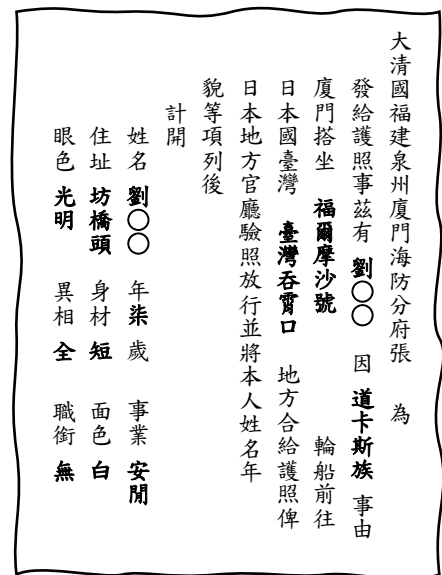 大清國福建泉州廈門海防分府張　為
發給護照事茲有 劉○○ 因 道卡斯族 事由
廈門搭坐 福爾摩沙號 輪船前往
日本國臺灣 臺灣吞霄口 地方合給護照俾
日本地方官廳驗照放行並將本人姓名年
貌等項列後
計開
姓名 劉○○ 年柒歲 事業 安閒
住址 坊橋頭 身材 短 面色 白
眼色 光明 異相 全 職銜 無